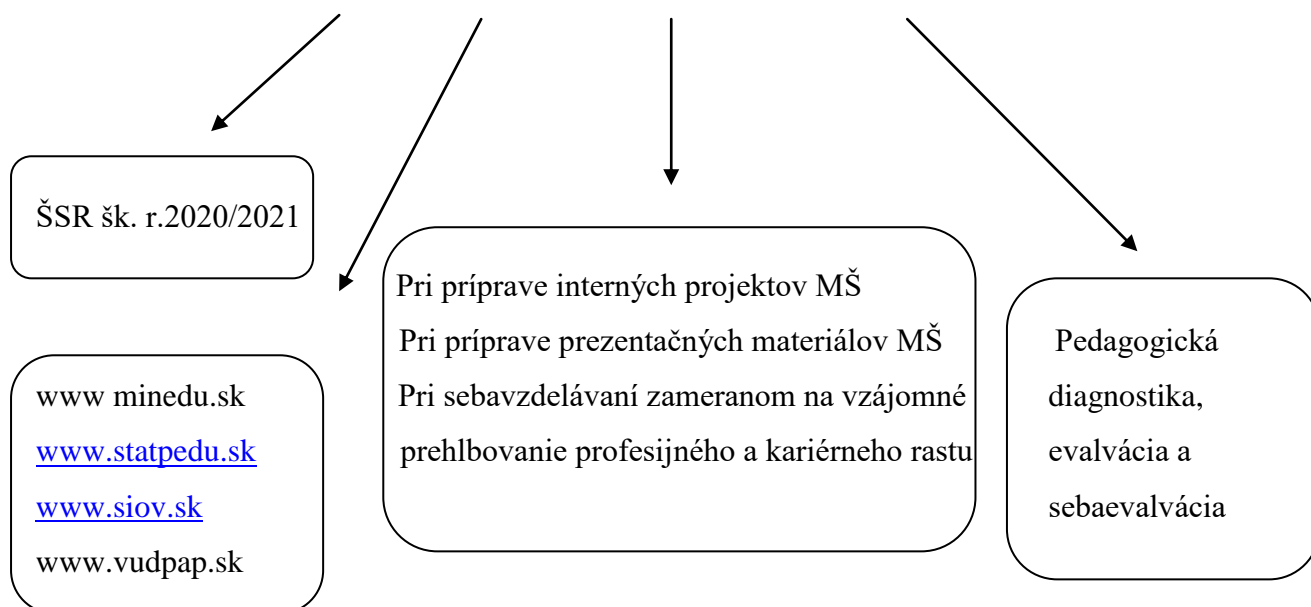 ŠSR šk. r.2020/2021
www minedu.sk
www.statpedu.sk
www.siov.sk
www.vudpap.sk
Pri príprave interných projektov MŠ
Pri príprave prezentačných materiálov MŠ
Pri sebavzdelávaní zameranom na vzájomné
prehlbovanie profesijného a kariérneho rastu
Pedagogická
diagnostika,
evalvácia a
sebaevalvácia